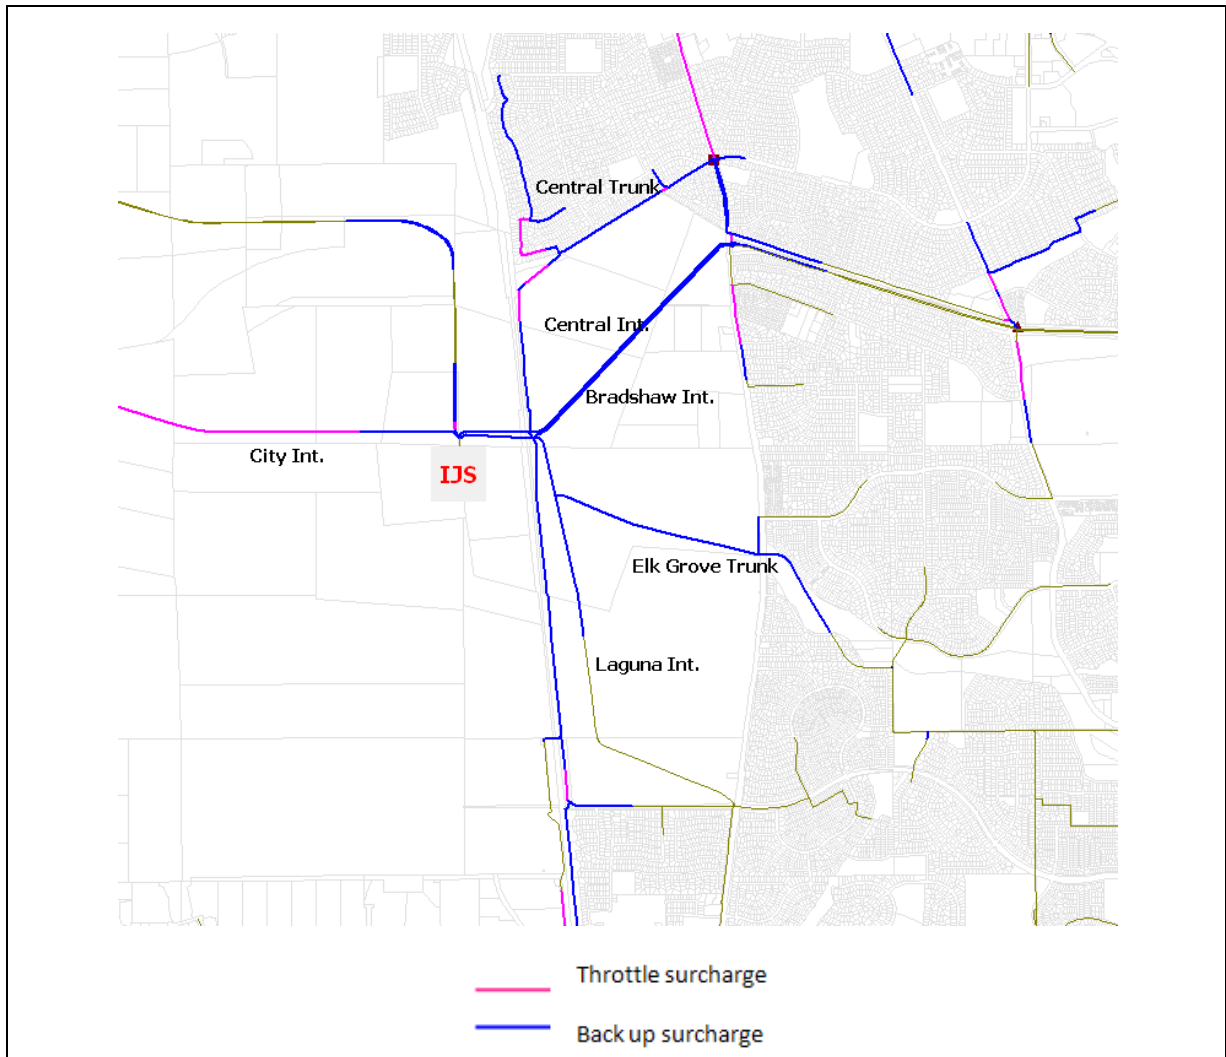 Central Trunk
Central Int.
Bradshaw Int.
City Int.
IJS
Elk Grove Trunk
Laguna Int.
Throttle surcharge
Back up surcharge